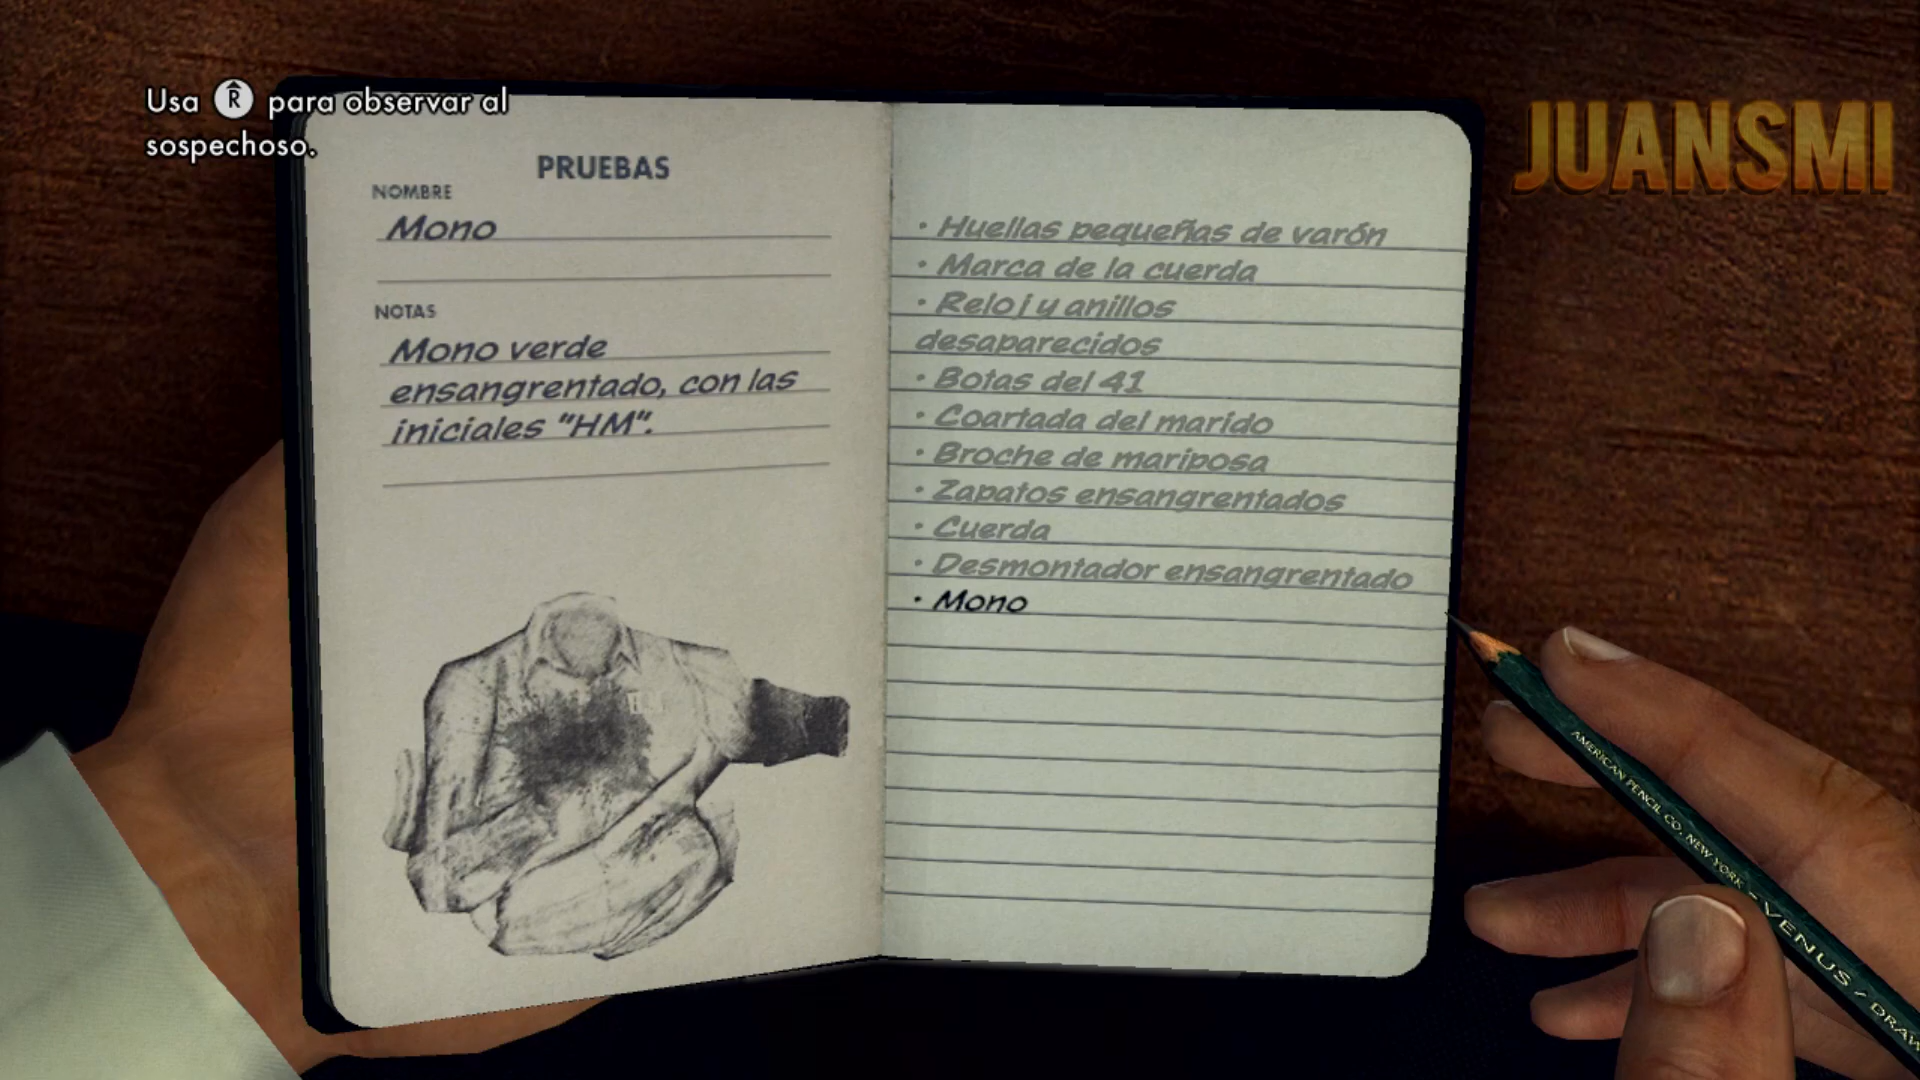 Usa R para observar al
sospechoso.
JUANSMI
PRUEBAS
NOMBRE
Mono
NOTAS
Mono verde
ensangrentado, con las
iniciales "HM".
• Huellas pequeñas de varón
• Marca de la cuerda
• Reloj y anillos
desaparecidos
• Botas del 41
• Coartada del marido
• Broche de mariposa
• Zapatos ensangrentados
• Cuerda
• Desmontador ensangrentado
• Mono
AMERICAN PENCIL CO. NEW YORK - VENUS / DRAW